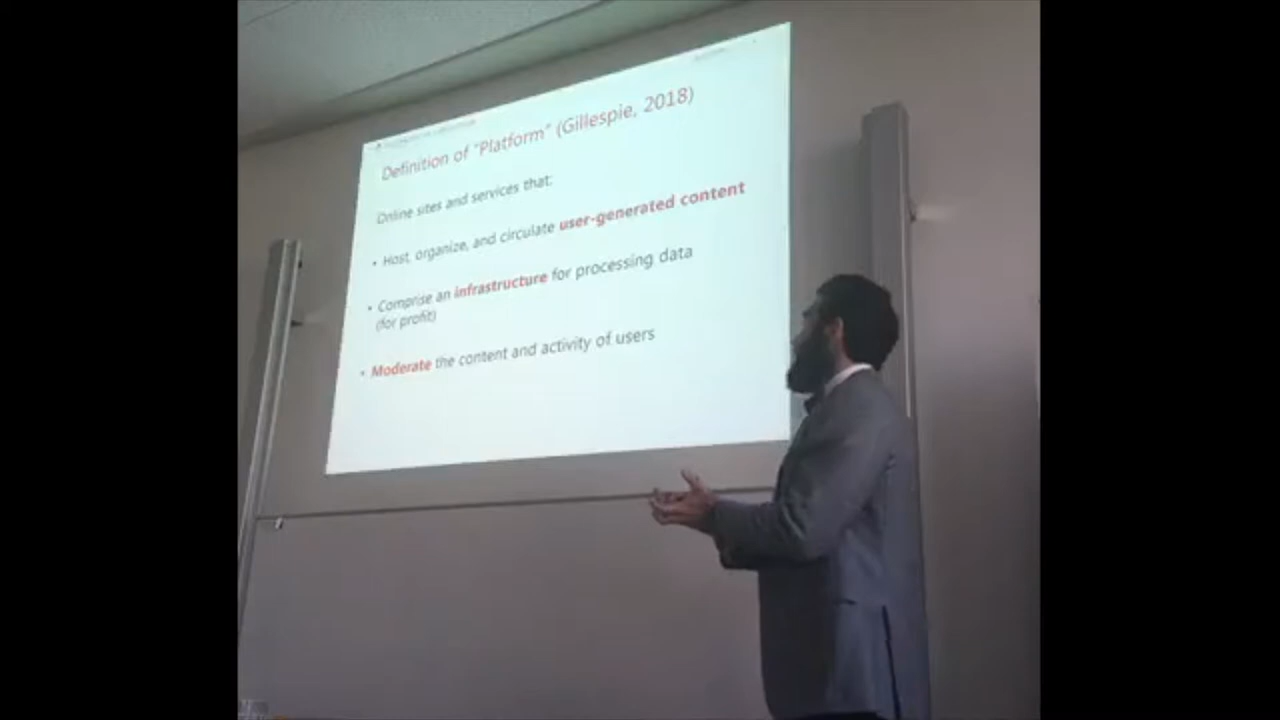 Definition of "Platform" (Gillespie, 2018)
Online sites and services that:
• Host, organize, and circulate user-generated content
• Comprise an infrastructure for processing data
(for profit)
• Moderate the content and activity of users